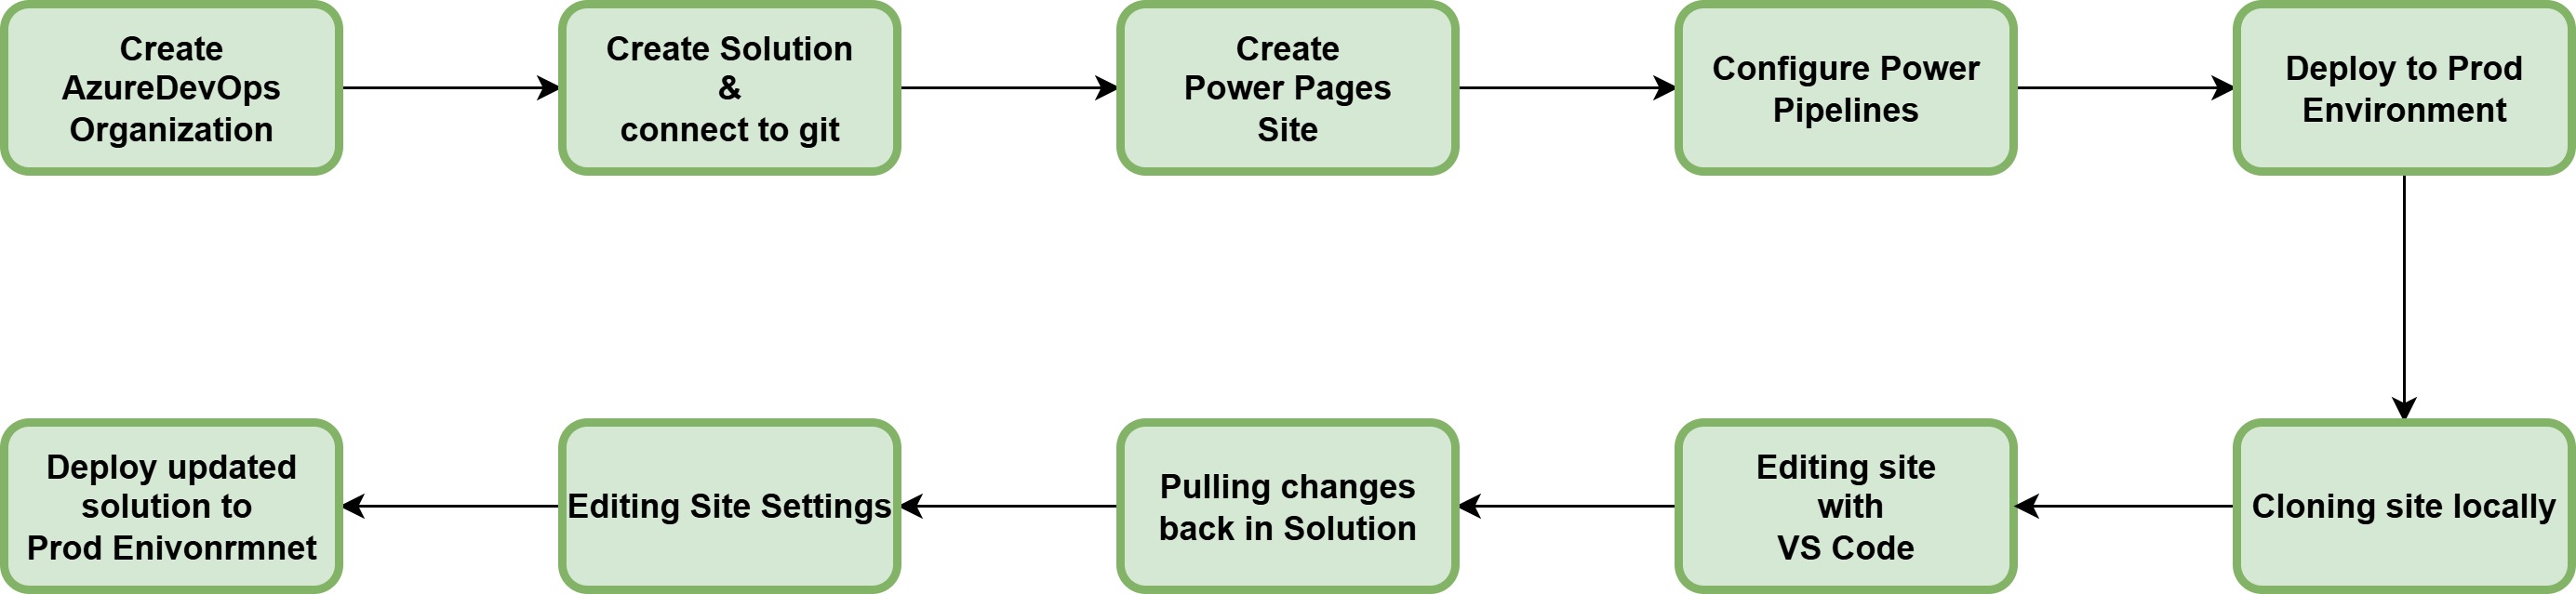 Create
AzureDevOps
Organization
Create Solution
&
connect to git
Create
Power Pages
Site
Configure Power
Pipelines
Deploy to Prod
Environment
Cloning site locally
Editing site
with
VS Code
Pulling changes
back in Solution
Editing Site Settings
Deploy updated
solution to
Prod Enivonrmnet